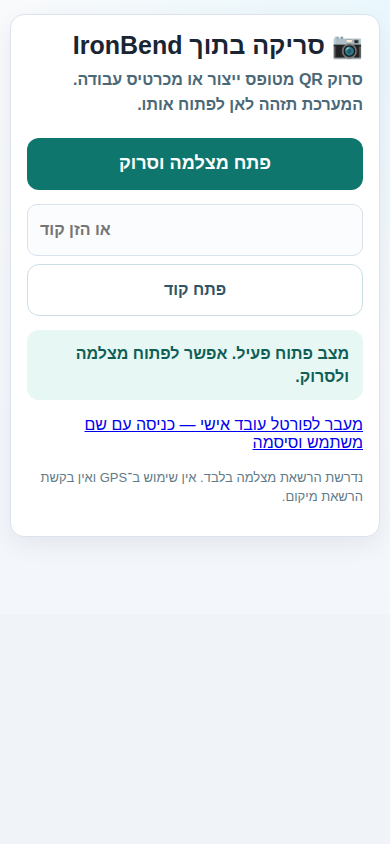 📷 סריקה בתוך IronBend
סרוק QR מטופס ייצור או מכרטיס עבודה.
המערכת תזהה לאן לפתוח אותו.
פתח מצלמה וסרוק
או הזן קוד
פתח קוד
מצב פתוח פעיל. אפשר לפתוח מצלמה
ולסרוק.
מעבר לפורטל עובד אישי — כניסה עם שם
משתמש וסיסמה
נדרשת הרשאת מצלמה בלבד. אין שימוש ב־GPS ואין בקשת
הרשאת מיקום.